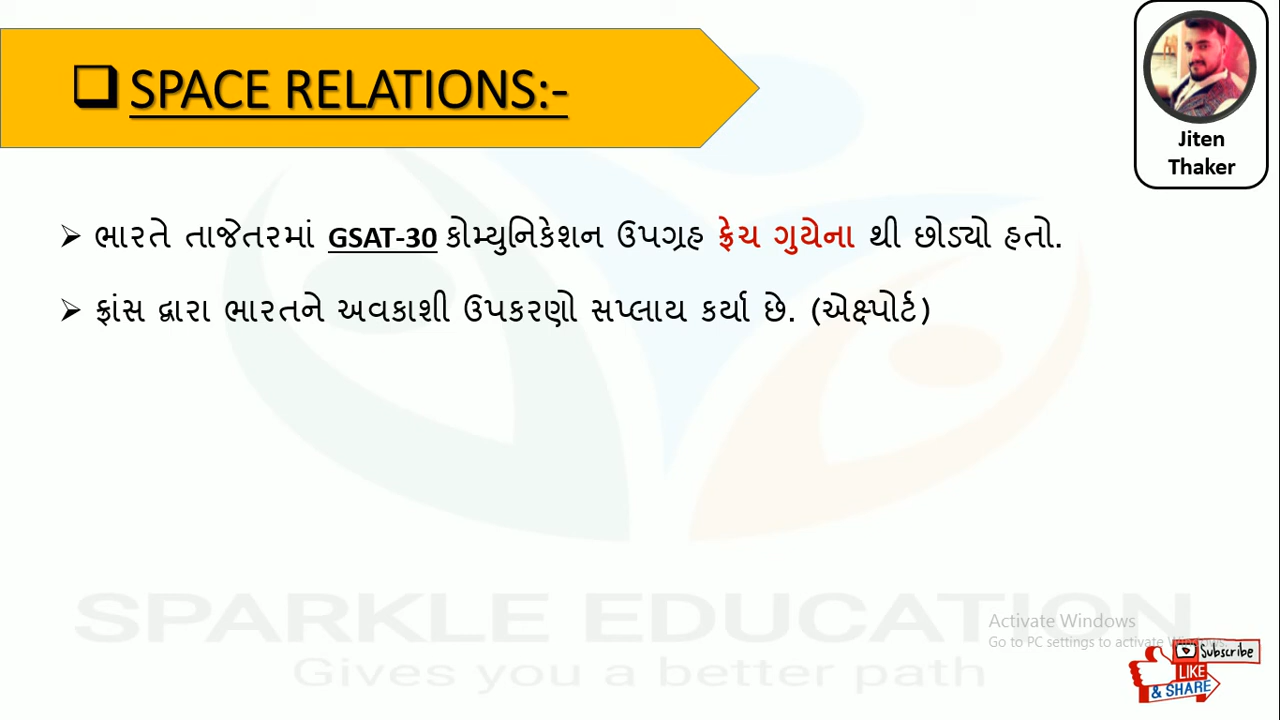 ❑ SPACE RELATIONS:-
Jiten
Thaker
➢ ભારતે તાજેતરમાં GSAT-30 કોમ્યુનિકેશન ઉપગ્રહ ફ્રેચ ગુયેના થી છોડ્યો હતો.
➢ ફ્રાંસ દ્વારા ભારતને અવકાશી ઉપકરણો સપ્લાય કર્યા છે. (એક્ષ્પોર્ટ)
SPARKLE EDUCATION
Gives you a better path
Activate Windows
Go to PC settings to activate Windows.
Subscribe
LIKE
& SHARE